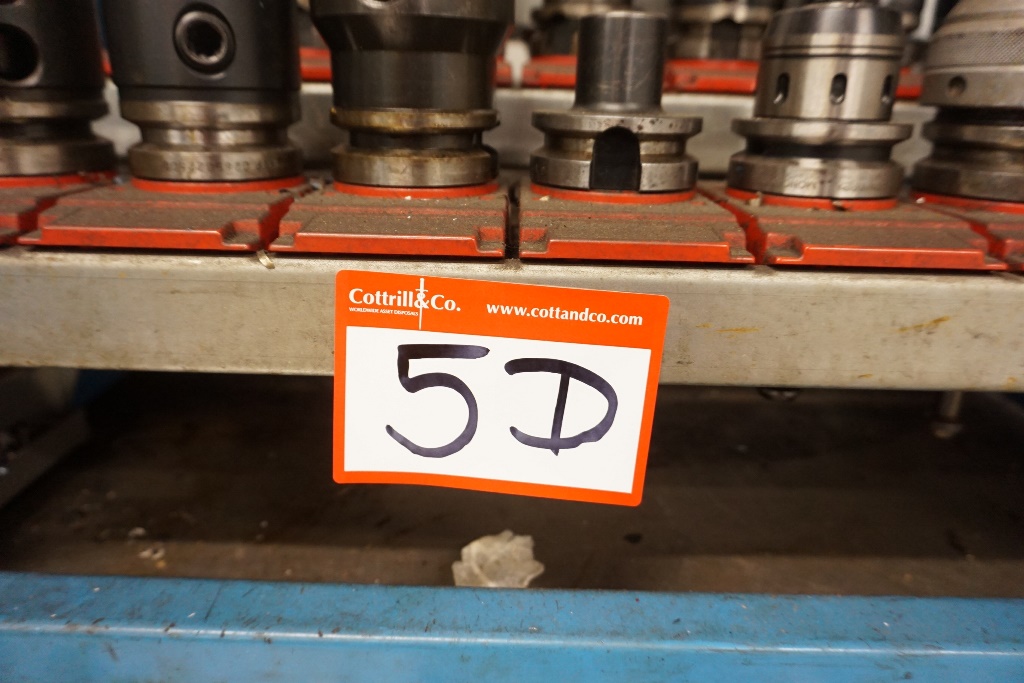 Cottrill&Co. www.cottandco.com
WORLDWIDE ASSET DISPOSALS
5D